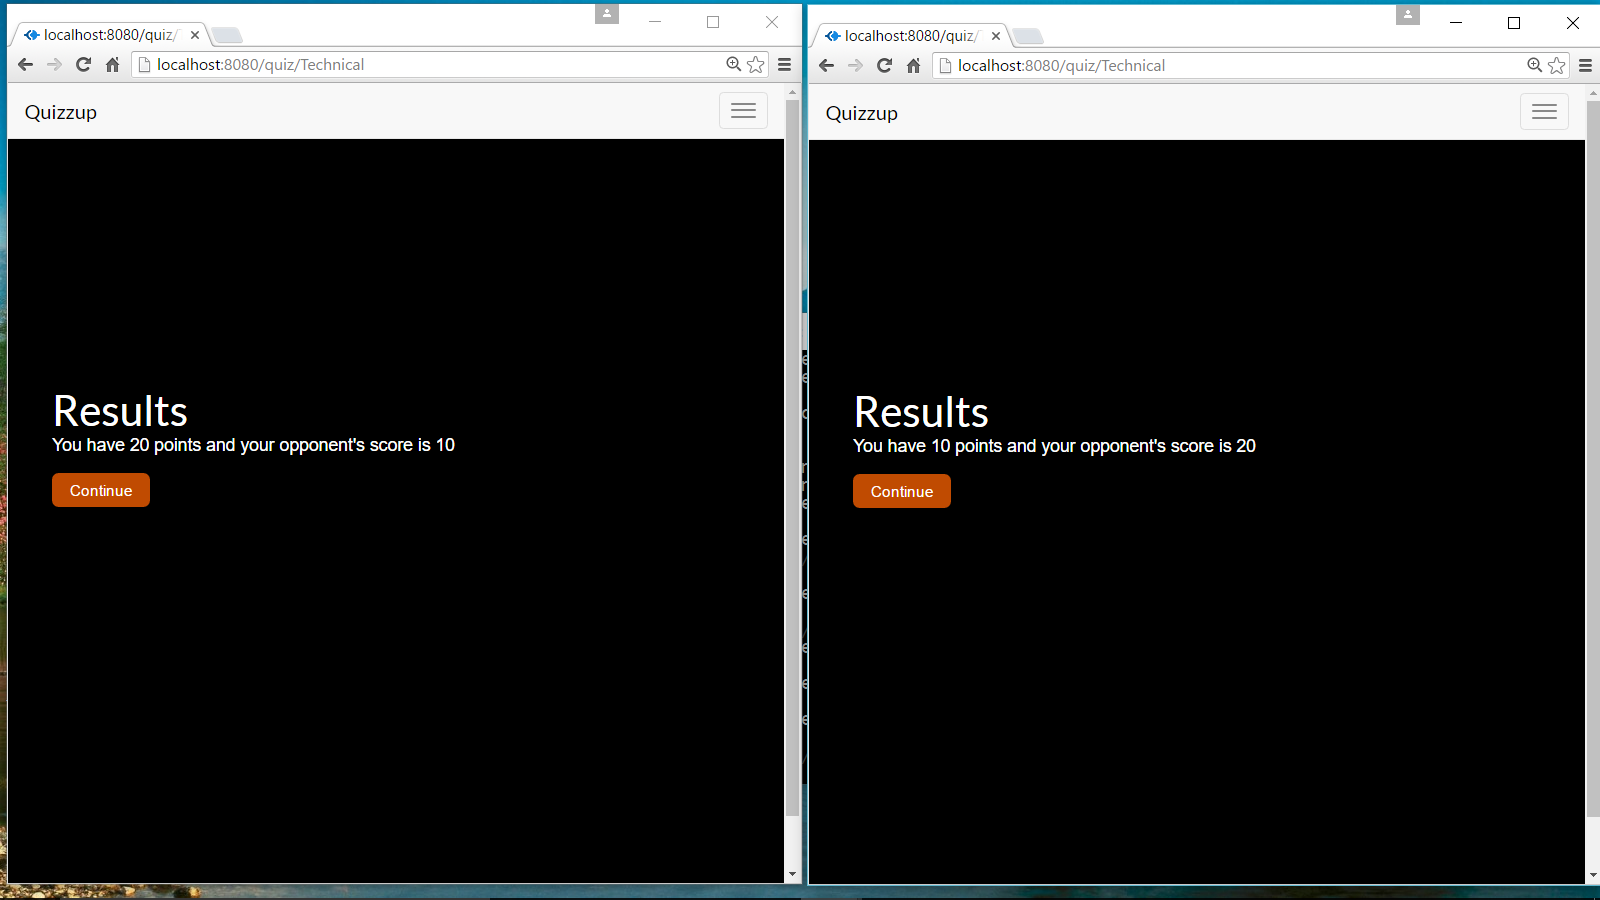 localhost:8080/quiz/
localhost:8080/quiz/Technical
Quizzup
Results
You have 20 points and your opponent's score is 10
Continue
localhost:8080/quiz/
localhost:8080/quiz/Technical
Quizzup
Results
You have 10 points and your opponent's score is 20
Continue